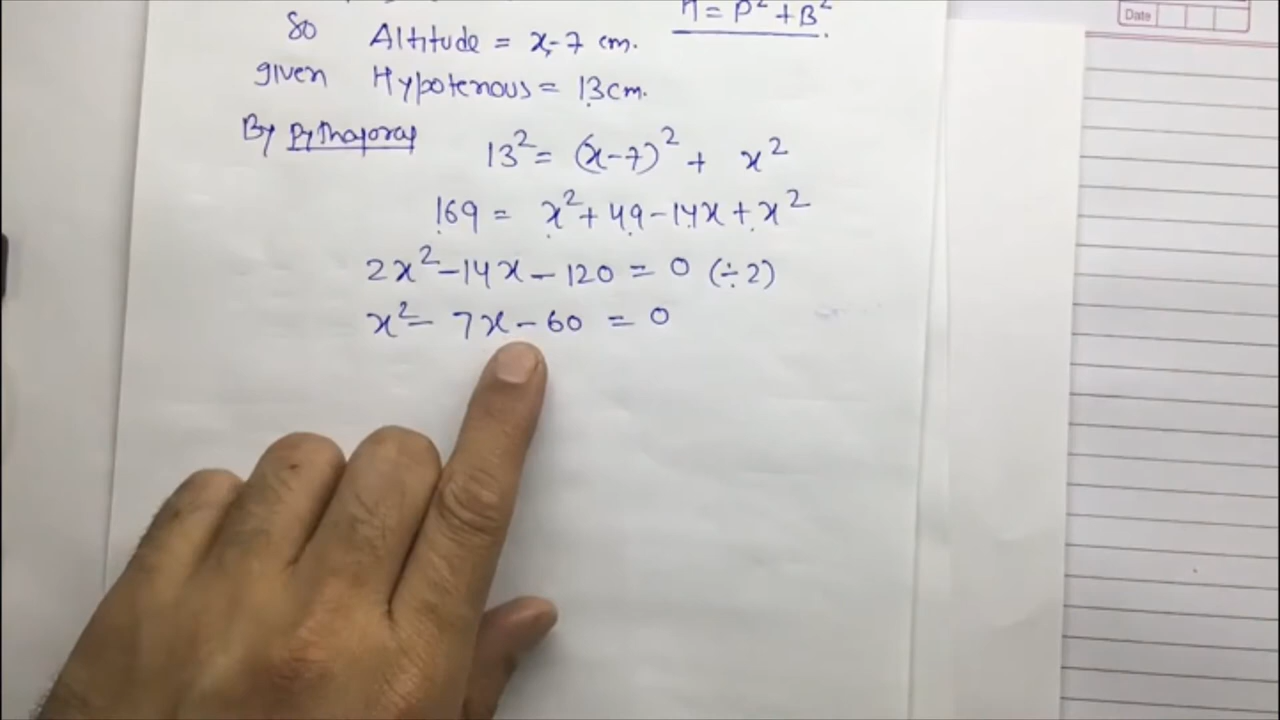 H = P² + B²
So Altitude = x-7 cm.
given Hypotenous = 13cm.
By Pythagoras
13² = (x-7)² + x²
169 = x² + 49 - 14x + x²
2x² - 14x - 120 = 0 (÷2)
x² - 7x - 60 = 0
Date